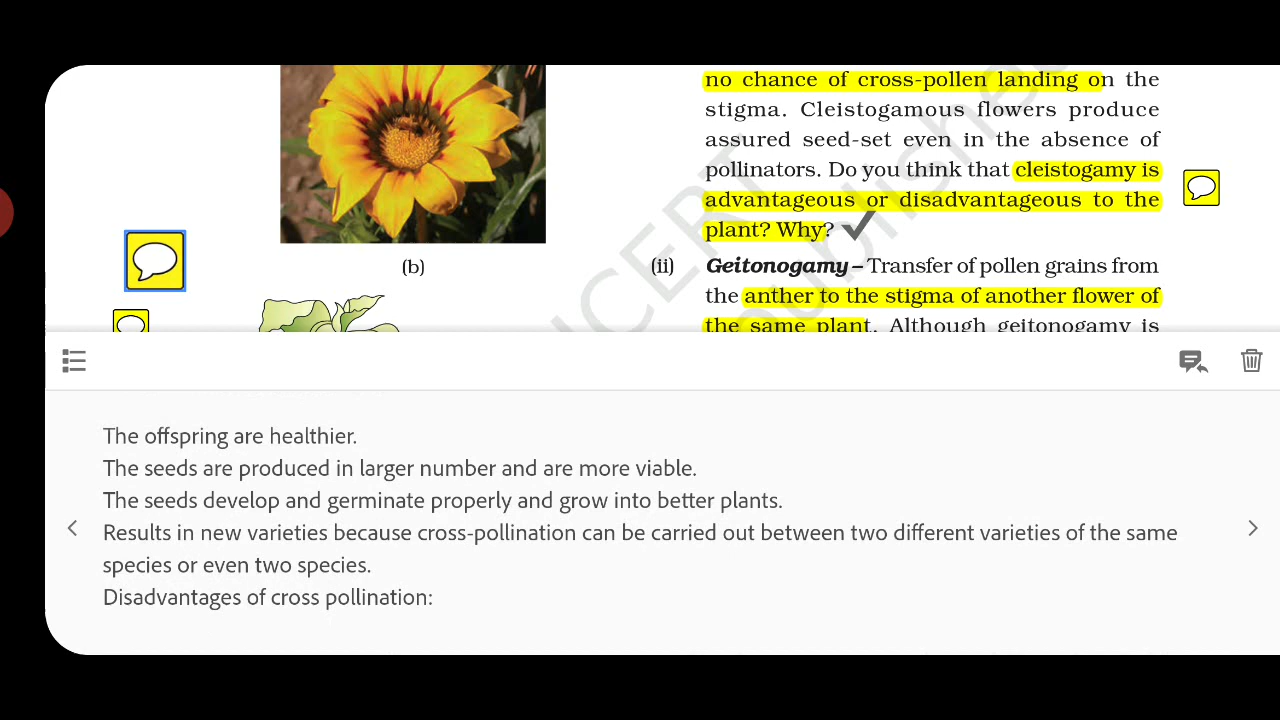 no chance of cross-pollen landing on the
stigma. Cleistogamous flowers produce
assured seed-set even in the absence of
pollinators. Do you think that cleistogamy is
advantageous or disadvantageous to the
plant? Why?
(b)
(ii) Geitonogamy – Transfer of pollen grains from
the anther to the stigma of another flower of
the same plant. Although geitonogamy is
The offspring are healthier.
The seeds are produced in larger number and are more viable.
The seeds develop and germinate properly and grow into better plants.
Results in new varieties because cross-pollination can be carried out between two different varieties of the same
species or even two species.
Disadvantages of cross pollination: